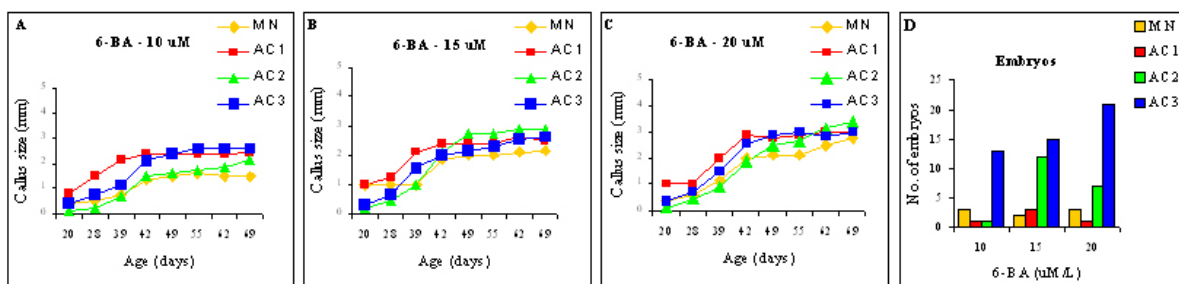 A
6-BA - 10 uM
MN
AC1
AC2
AC3
Callus size (mm)
5
4
3
2
1
0
20 28 39 42 49 55 62 69
Age (days)
B
6-BA - 15 uM
MN
AC1
AC2
AC3
Callus size (mm)
5
4
3
2
1
0
20 28 39 42 49 55 62 69
Age (days)
C
6-BA - 20 uM
MN
AC1
AC2
AC3
Callus size (mm)
5
4
3
2
1
0
20 28 39 42 49 55 62 69
Age (days)
D
Embryos
MN
AC1
AC2
AC3
No. of embryos
25
20
15
10
5
0
10 15 20
6-BA (uM/L)